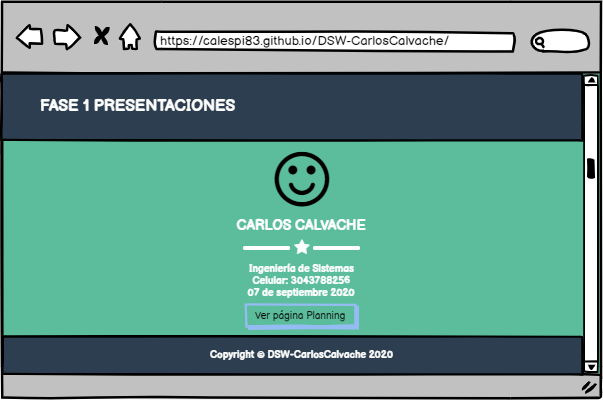 https://calespi83.github.io/DSW-CarlosCalvache/
FASE 1 PRESENTACIONES
CARLOS CALVACHE
Ingeniería de Sistemas
Celular: 3043788256
07 de septiembre 2020
Ver página Planning
Copyright © DSW-CarlosCalvache 2020